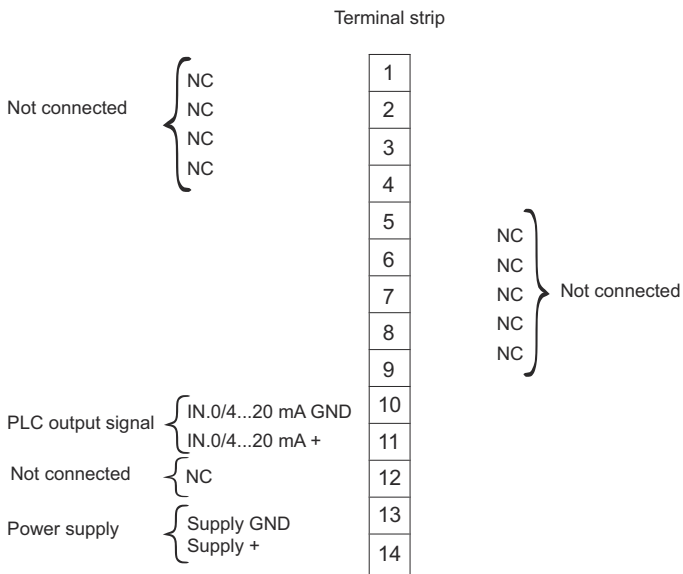 Terminal strip
Not connected
NC
NC
NC
NC
1
2
3
4
5
6
7
8
9
10
11
12
13
14
NC
NC
NC
NC
NC
Not connected
PLC output signal
IN.0/4...20 mA GND
IN.0/4...20 mA +
Not connected
NC
Power supply
Supply GND
Supply +